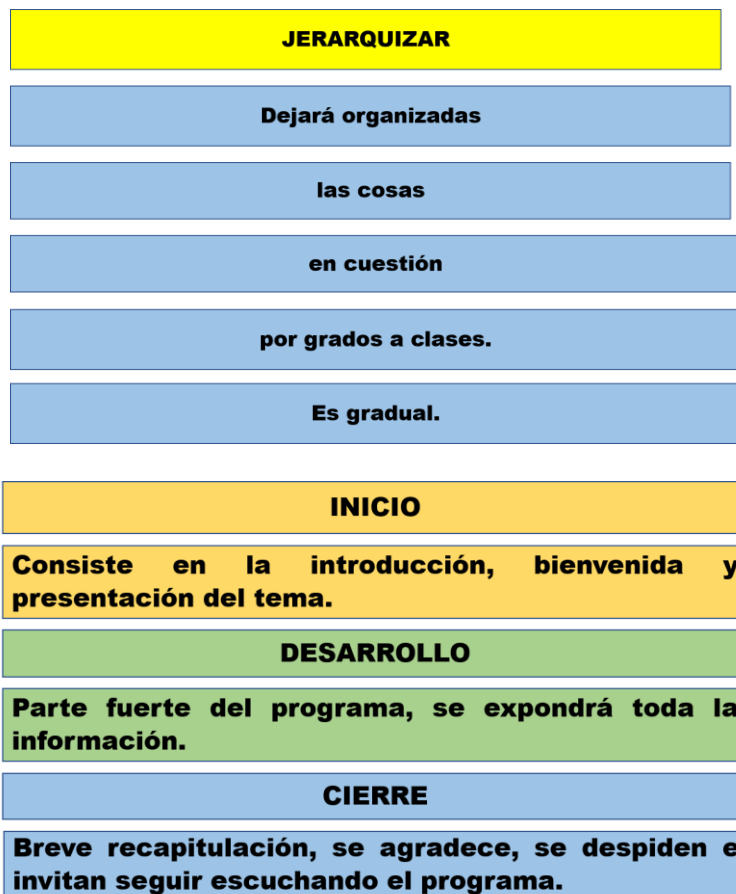 JERARQUIZAR
Dejará organizadas
las cosas
en cuestión
por grados a clases.
Es gradual.
INICIO
Consiste en la introducción, bienvenida y
presentación del tema.
DESARROLLO
Parte fuerte del programa, se expondrá toda la
información.
CIERRE
Breve recapitulación, se agradece, se despiden e
invitan seguir escuchando el programa.